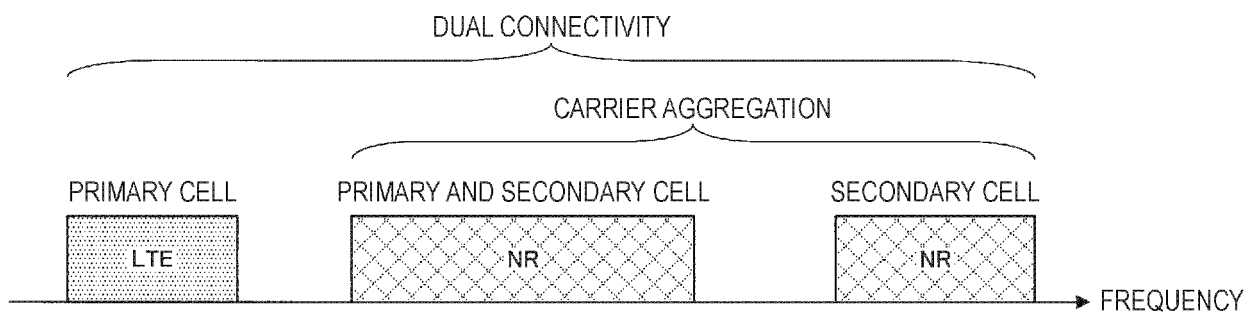 DUAL CONNECTIVITY
CARRIER AGGREGATION
PRIMARY CELL
PRIMARY AND SECONDARY CELL
SECONDARY CELL
LTE
NR
NR
FREQUENCY